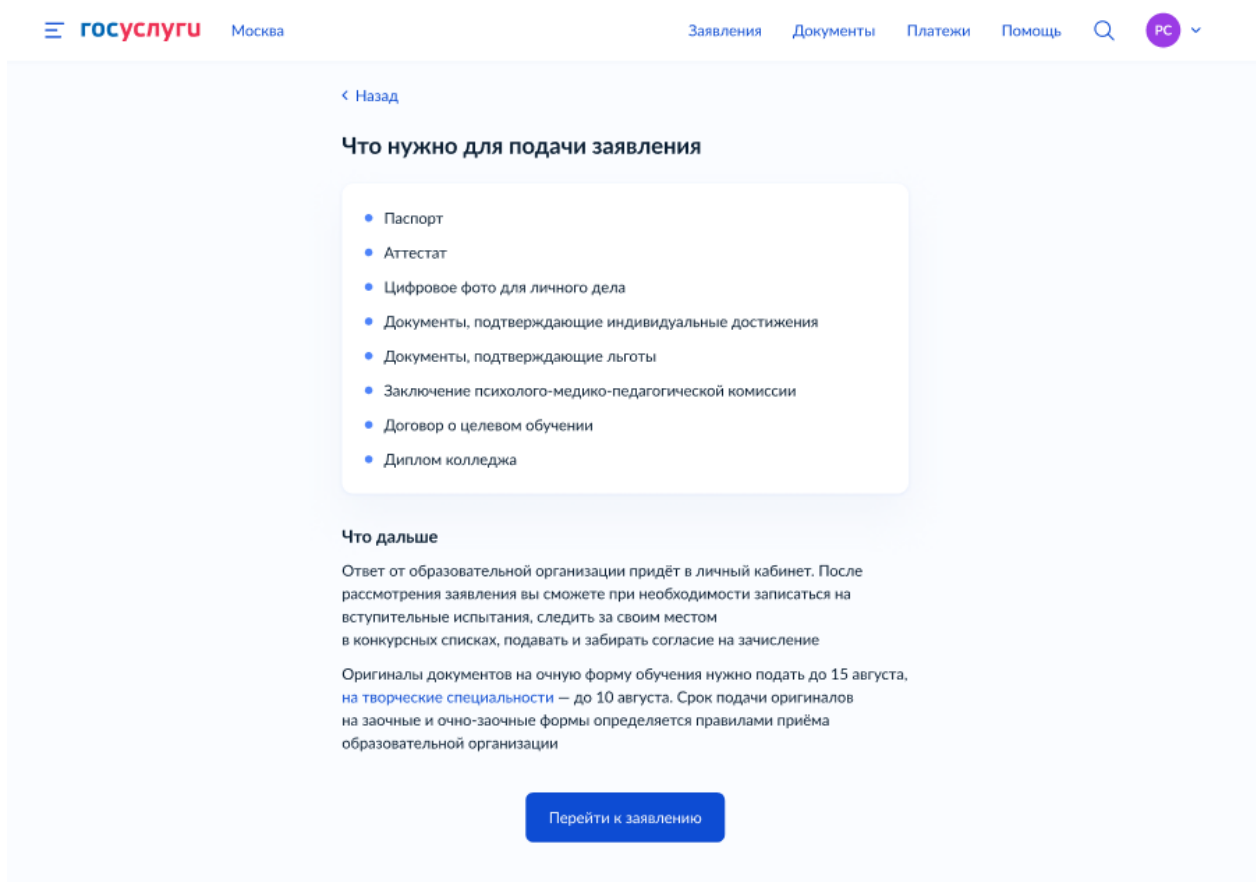 госуслуги Москва Заявления Документы Платежи Помощь РС
Назад
Что нужно для подачи заявления
Паспорт
Аттестат
Цифровое фото для личного дела
Документы, подтверждающие индивидуальные достижения
Документы, подтверждающие льготы
Заключение психолого-медико-педагогической комиссии
Договор о целевом обучении
Диплом колледжа
Что дальше
Ответ от образовательной организации придёт в личный кабинет. После
рассмотрения заявления вы сможете при необходимости записаться на
вступительные испытания, следить за своим местом
в конкурсных списках, подавать и забирать согласие на зачисление
Оригиналы документов на очную форму обучения нужно подать до 15 августа,
на творческие специальности — до 10 августа. Срок подачи оригиналов
на заочные и очно-заочные формы определяется правилами приёма
образовательной организации
Перейти к заявлению